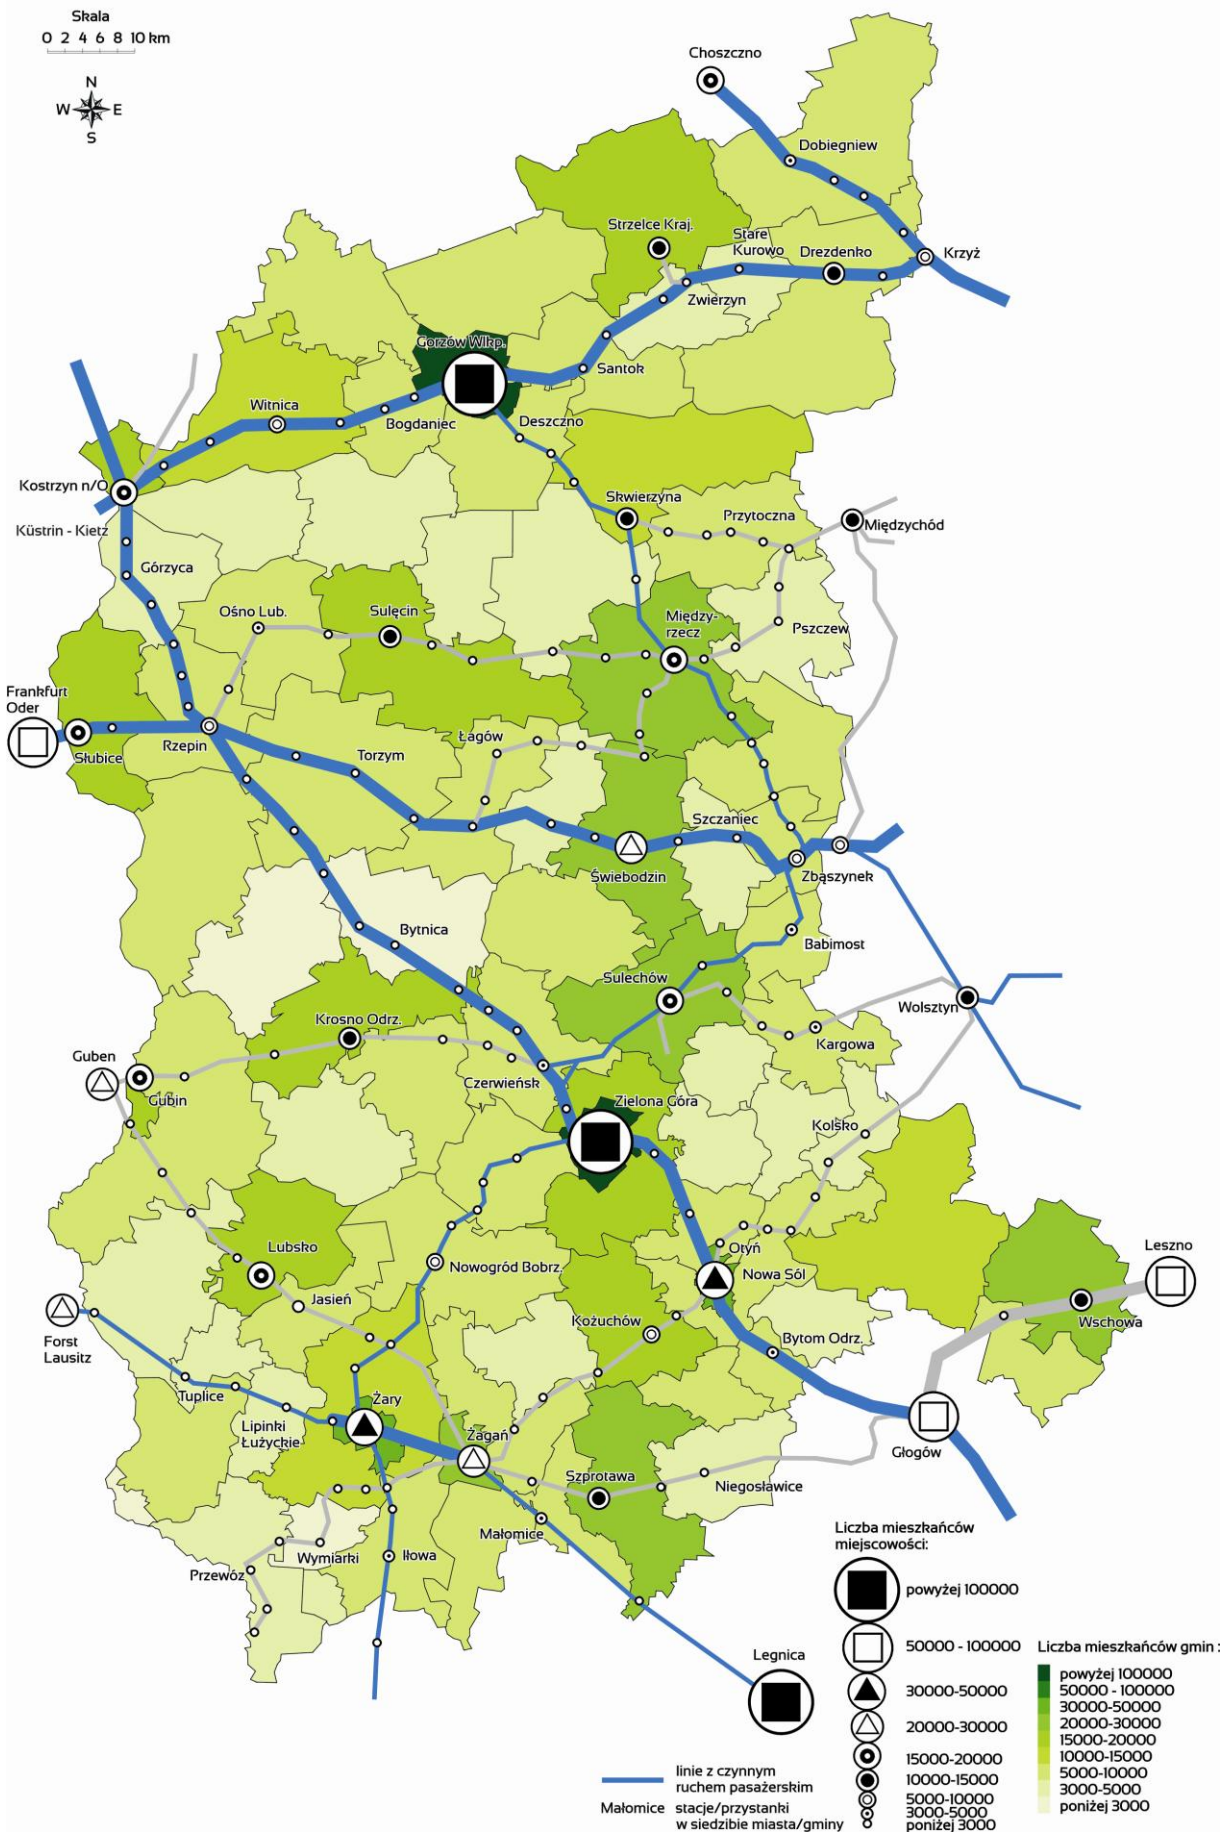 Skala
0 2 4 6 8 10 km
N
W E
S
Choszczno
Dobiegniew
Strzelce Kraj.
Stare
Kurowo
Drezdenko
Krzyż
Zwierzyn
Gorzów Wlkp.
Santok
Witnica
Bogdaniec
Deszczno
Kostrzyn n/O
Skwierzyna
Przytoczna
Międzychód
Küstrin - Kietz
Górzyca
Ośno Lub.
Sulęcin
Między-
rzecz
Pszczew
Frankfurt
Oder
Słubice
Rzepin
Torzym
Łagów
Szczaniec
Świebodzin
Zbąszynek
Bytnica
Babimost
Sulechów
Krosno Odrz.
Wolsztyn
Kargowa
Guben
Gubin
Czerwieńsk
Zielona Góra
Kolsko
Lubsko
Otyń
Leszno
Nowogród Bobrz.
Nowa Sól
Jasień
Kożuchów
Wschowa
Forst
Lausitz
Bytom Odrz.
Tuplice
Żary
Lipinki
Łużyckie
Żagań
Głogów
Szprotawa
Niegosławice
Małomice
Wymiarki
Iłowa
Przewóz
Legnica
Liczba mieszkańców
miejscowości:
powyżej 100000
50000 - 100000
30000-50000
20000-30000
15000-20000
10000-15000
5000-10000
3000-5000
poniżej 3000
Liczba mieszkańców gmin :
powyżej 100000
50000 - 100000
30000-50000
20000-30000
15000-20000
10000-15000
5000-10000
3000-5000
poniżej 3000
linie z czynnym
ruchem pasażerskim
Małomice stacje/przystanki
w siedzibie miasta/gminy